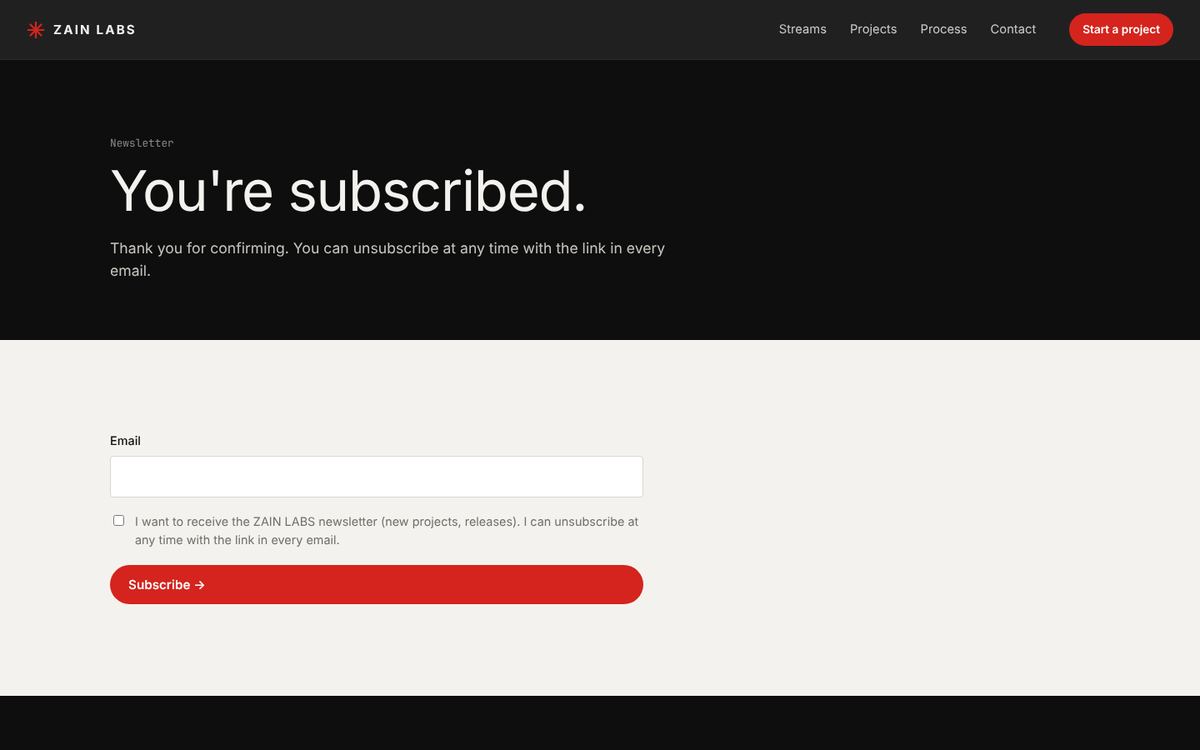 ZAIN LABS
Streams
Projects
Process
Contact
Start a project
Newsletter
You're subscribed.
Thank you for confirming. You can unsubscribe at any time with the link in every
email.
Email
I want to receive the ZAIN LABS newsletter (new projects, releases). I can unsubscribe at
any time with the link in every email.
Subscribe →